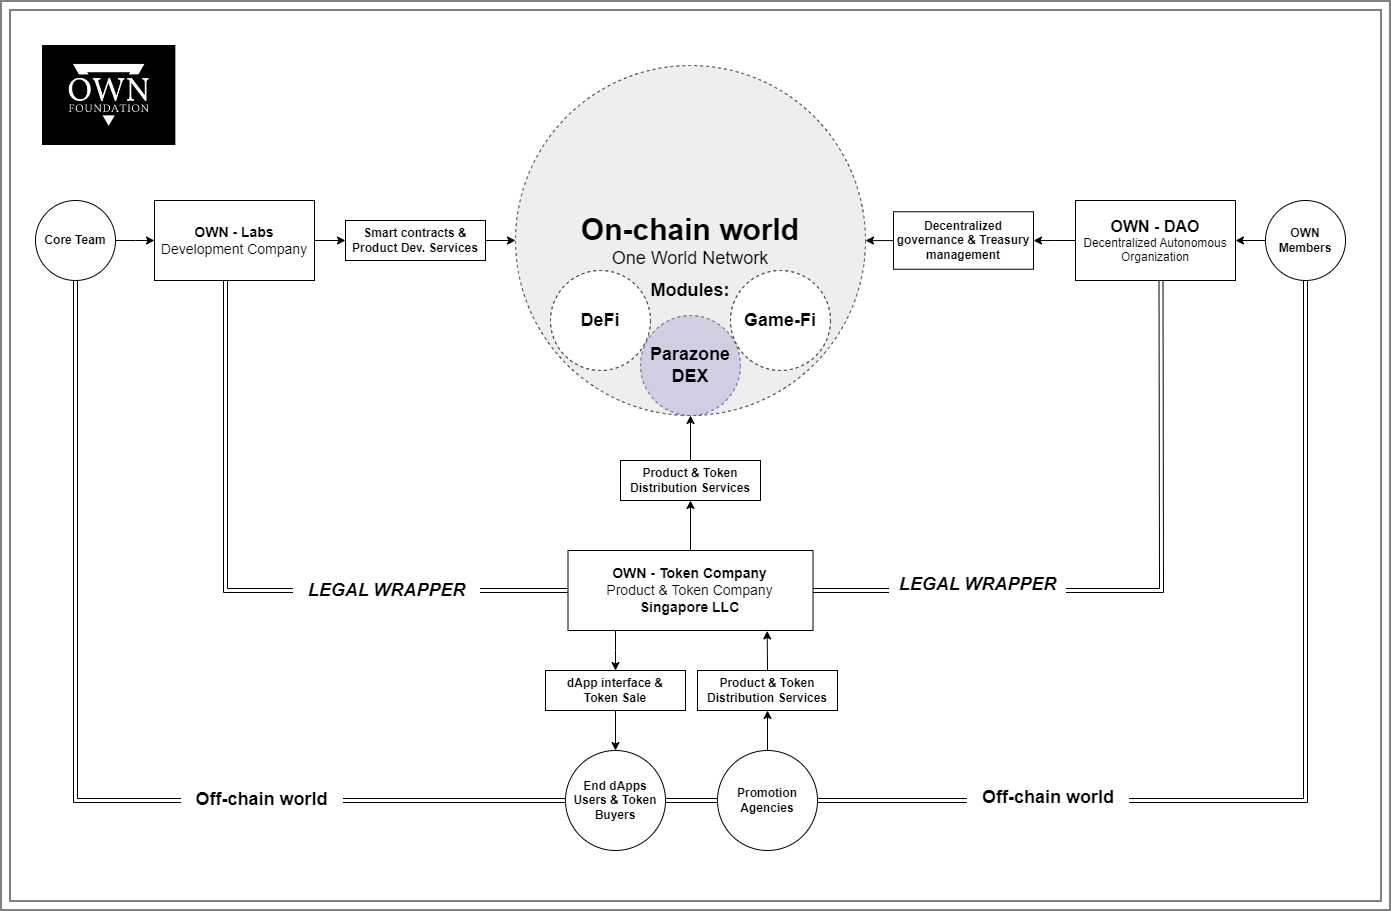 OWN
FOUNDATION
Core Team
OWN - Labs
Development Company
Smart contracts &
Product Dev. Services
On-chain world
One World Network
Modules:
DeFi
Game-Fi
Parazone
DEX
Decentralized
governance & Treasury
management
OWN - DAO
Decentralized Autonomous
Organization
OWN
Members
Product & Token
Distribution Services
LEGAL WRAPPER
OWN - Token Company
Product & Token Company
Singapore LLC
LEGAL WRAPPER
dApp interface &
Token Sale
Product & Token
Distribution Services
Off-chain world
End dApps
Users & Token
Buyers
Promotion
Agencies
Off-chain world